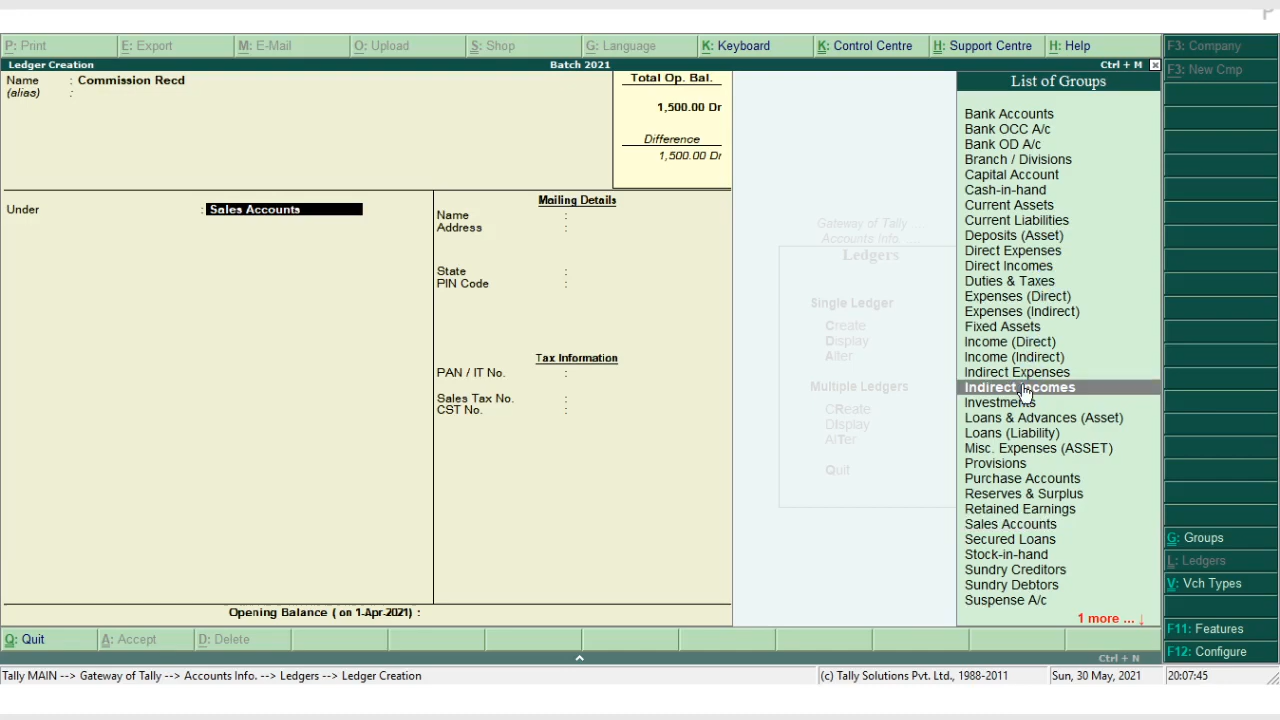 P
P: Print E: Export M: E-Mail O: Upload S: Shop G: Language K: Keyboard K: Control Centre H: Support Centre H: Help F3: Company
Ledger Creation Batch 2021 Ctrl + M
F3: New Cmp
Name : Commission Recd
(alias) :
Total Op. Bal.
1,500.00 Dr
Difference
1,500.00 Dr
Under : Sales Accounts
Mailing Details
Name :
Address :
State :
PIN Code :
Tax Information
PAN / IT No. :
Sales Tax No. :
CST No. :
Opening Balance ( on 1-Apr-2021) :
Gateway of Tally ...
Accounts Info. ...
Ledgers
Single Ledger
Create
Display
Alter
Multiple Ledgers
CReate
DIsplay
AlTer
Quit
List of Groups
Bank Accounts
Bank OCC A/c
Bank OD A/c
Branch / Divisions
Capital Account
Cash-in-hand
Current Assets
Current Liabilities
Deposits (Asset)
Direct Expenses
Direct Incomes
Duties & Taxes
Expenses (Direct)
Expenses (Indirect)
Fixed Assets
Income (Direct)
Income (Indirect)
Indirect Expenses
Indirect Incomes
Investments
Loans & Advances (Asset)
Loans (Liability)
Misc. Expenses (ASSET)
Provisions
Purchase Accounts
Reserves & Surplus
Retained Earnings
Sales Accounts
Secured Loans
Stock-in-hand
Sundry Creditors
Sundry Debtors
Suspense A/c
1 more ... ↓
G: Groups
L: Ledgers
V: Vch Types
F11: Features
F12: Configure
Q: Quit A: Accept D: Delete
Ctrl + N
Tally MAIN --> Gateway of Tally --> Accounts Info. --> Ledgers --> Ledger Creation (c) Tally Solutions Pvt. Ltd., 1988-2011 Sun, 30 May, 2021 20:07:45